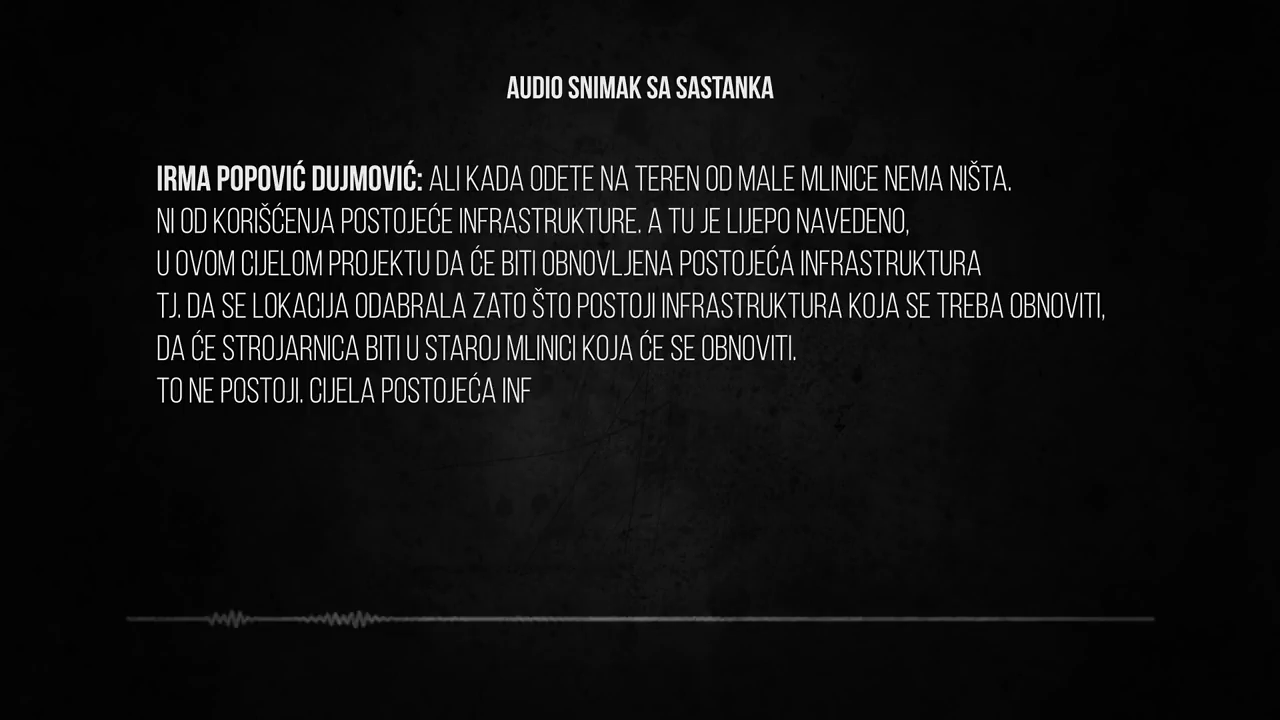 AUDIO SNIMAK SA SASTANKA
IRMA POPOVIĆ DUJMOVIĆ: ALI KADA ODETE NA TEREN OD MALE MLINICE NEMA NIŠTA.
NI OD KORIŠĆENJA POSTOJEĆE INFRASTRUKTURE. A TU JE LIJEPO NAVEDENO,
U OVOM CIJELOM PROJEKTU DA ĆE BITI OBNOVLJENA POSTOJEĆA INFRASTRUKTURA
TJ. DA SE LOKACIJA ODABRALA ZATO ŠTO POSTOJI INFRASTRUKTURA KOJA SE TREBA OBNOVITI,
DA ĆE STROJARNICA BITI U STAROJ MLINICI KOJA ĆE SE OBNOVITI.
TO NE POSTOJI. CIJELA POSTOJEĆA INF